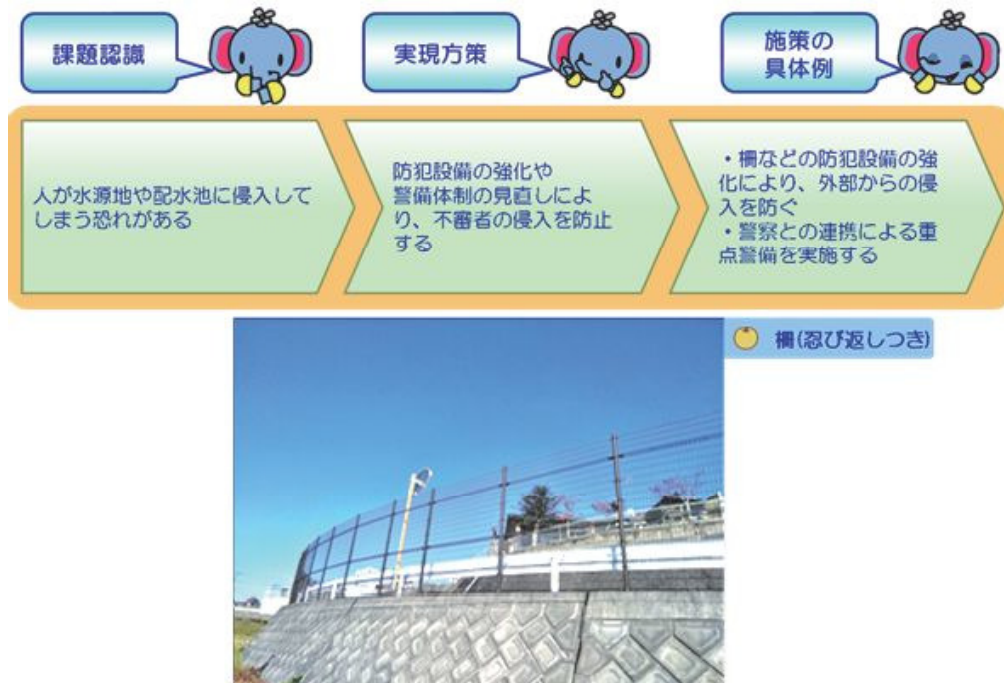 課題認識
実現方策
施策の
具体例
人が水源地や配水池に侵入して
しまう恐れがある
防犯設備の強化や
警備体制の見直しによ
り、不審者の侵入を防止
する
・柵などの防犯設備の強
化により、外部からの侵
入を防ぐ
・警察との連携による重
点警備を実施する
柵(忍び返しつき)